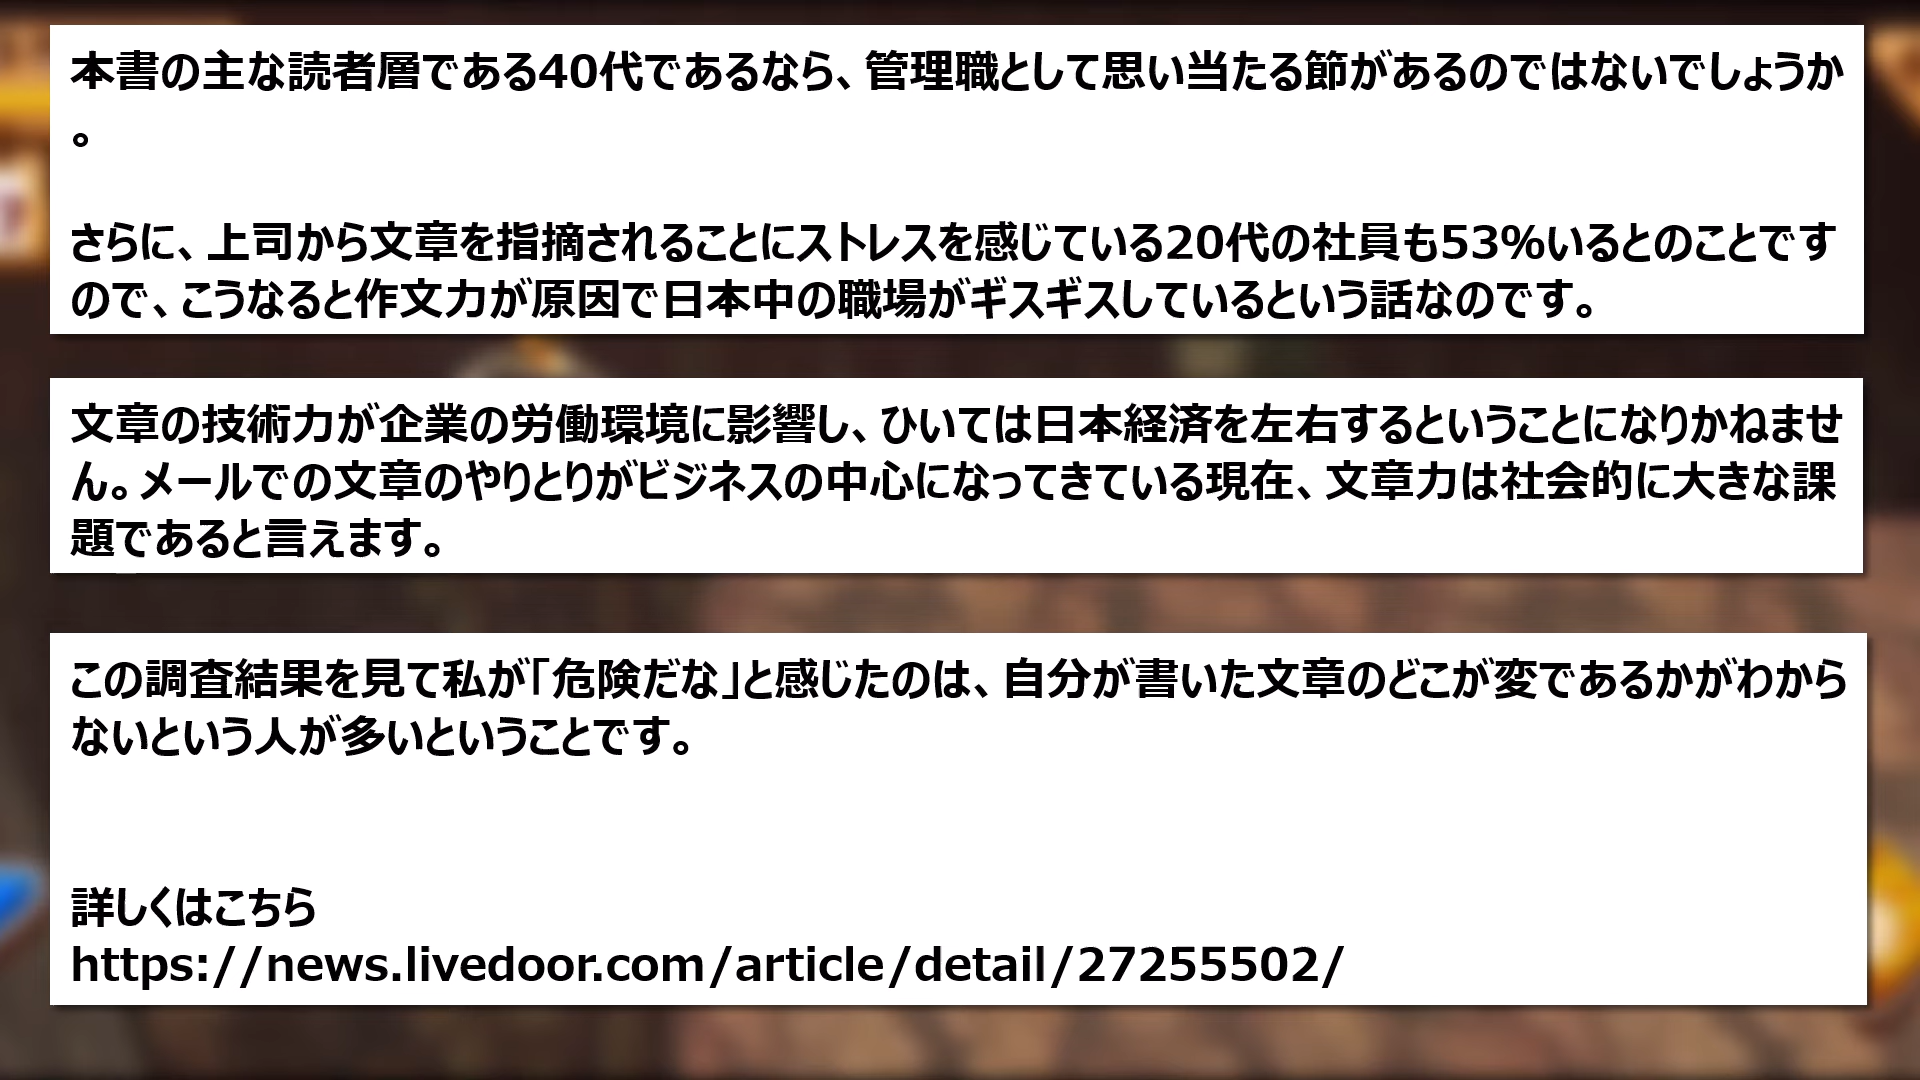 本書の主な読者層である40代であるなら、管理職として思い当たる節があるのではないでしょうか
。
さらに、上司から文章を指摘されることにストレスを感じている20代の社員も53%いるとのことです
ので、こうなると作文力が原因で日本中の職場がギスギスしているという話なのです。
文章の技術力が企業の労働環境に影響し、ひいては日本経済を左右するということになりかねませ
ん。メールでの文章のやりとりがビジネスの中心になってきている現在、文章力は社会的に大きな課
題であると言えます。
この調査結果を見て私が「危険だな」と感じたのは、自分が書いた文章のどこが変であるかがわから
ないという人が多いということです。
詳しくはこちら
https://news.livedoor.com/article/detail/27255502/